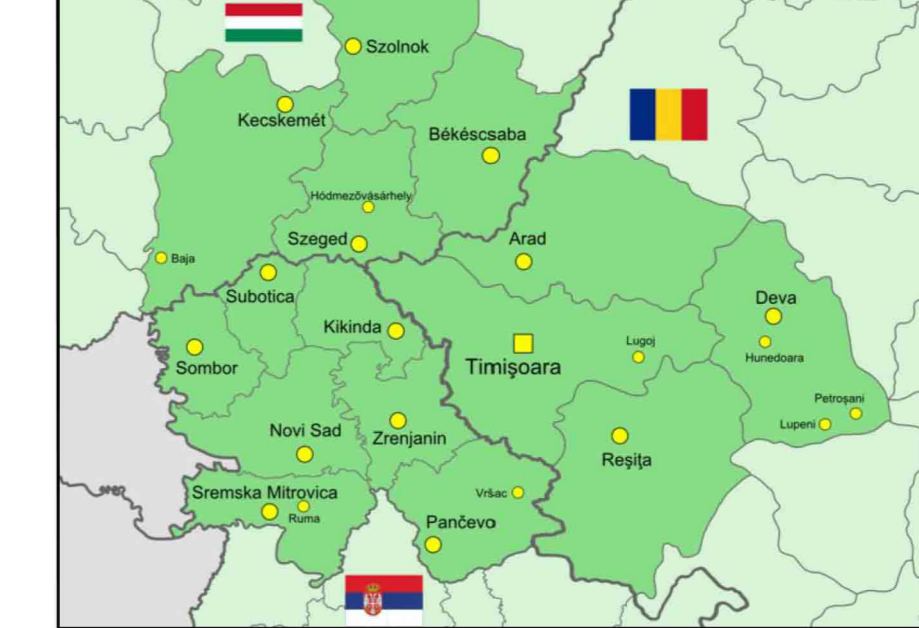 Szolnok
Kecskemét
Békéscsaba
Hódmezővásárhely
Szeged
Arad
Baja
Subotica
Deva
Kikinda
Lugoj
Hunedoara
Sombor
Timişoara
Petroșani
Lupeni
Novi Sad
Zrenjanin
Reşiţa
Sremska Mitrovica
Vršac
Ruma
Pančevo